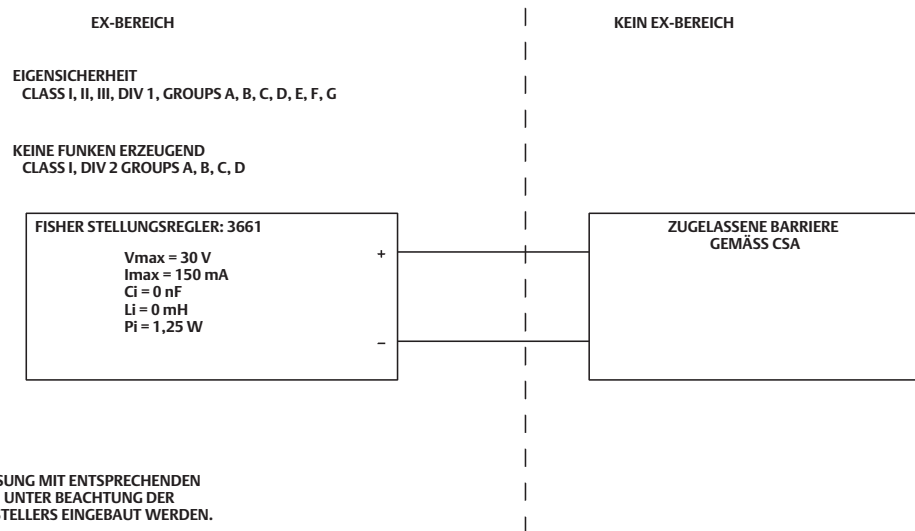 EX-BEREICH
KEIN EX-BEREICH
EIGENSICHERHEIT
CLASS I, II, III, DIV 1, GROUPS A, B, C, D, E, F, G
KEINE FUNKEN ERZEUGEND
CLASS I, DIV 2 GROUPS A, B, C, D
FISHER STELLUNGSREGLER: 3661
Vmax = 30 V
Imax = 150 mA
Ci = 0 nF
Li = 0 mH
Pi = 1,25 W
+
−
ZUGELASSENE BARRIERE
GEMÄSS CSA
MIT ENTSPRECHENDEN
UNTER BEACHTUNG DER
EINGEBAUT WERDEN.